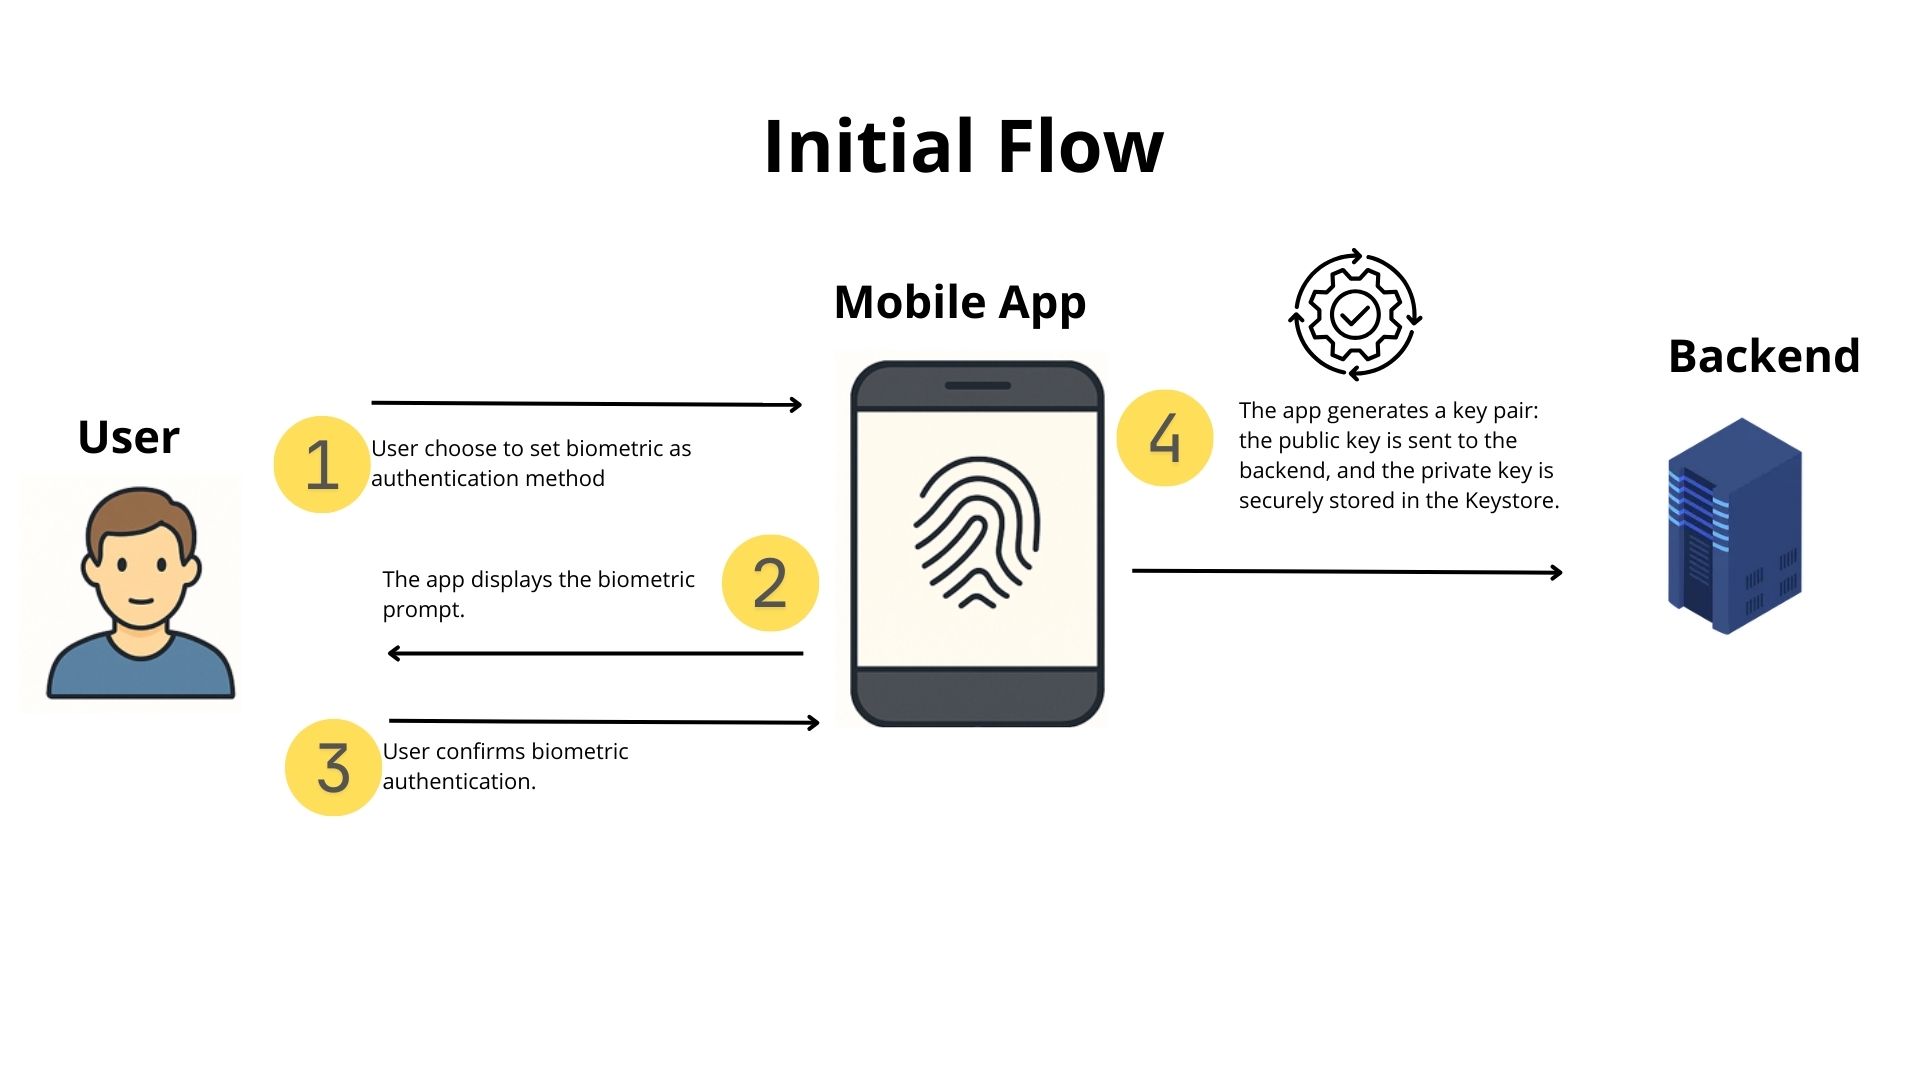 Initial Flow
Mobile App
Backend
User
1
User choose to set biometric as
authentication method
2
The app displays the biometric
prompt.
3
User confirms biometric
authentication.
4
The app generates a key pair:
the public key is sent to the
backend, and the private key is
securely stored in the Keystore.